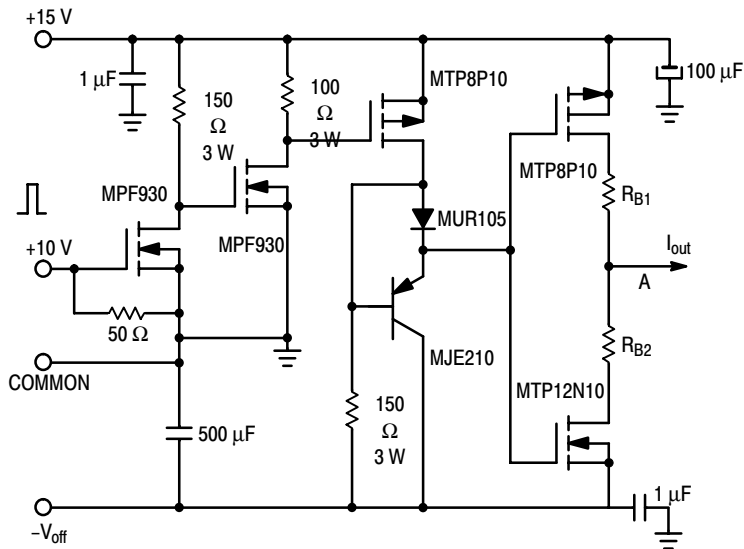 +15 V
1 μF
150
Ω
3 W
100
Ω
3 W
MTP8P10
100 μF
MPF930
MPF930
+10 V
50 Ω
COMMON
500 μF
–Voff
MUR105
MJE210
150
Ω
3 W
MTP8P10
RB1
Iout
A
RB2
MTP12N10
1 μF